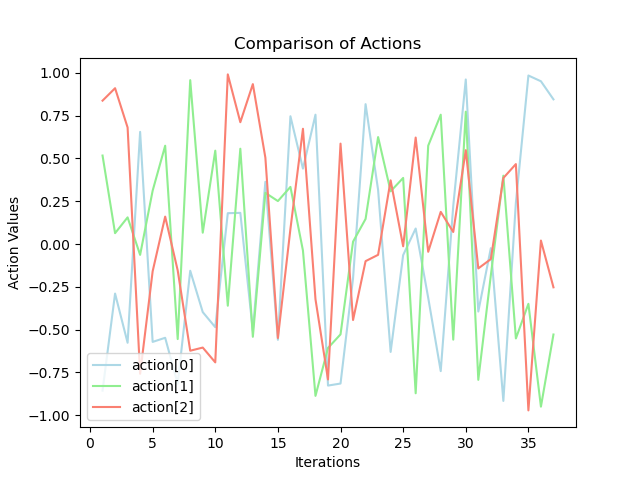 Comparison of Actions
Action Values
1.00
0.75
0.50
0.25
0.00
−0.25
−0.50
−0.75
−1.00
action[0]
action[1]
action[2]
0 5 10 15 20 25 30 35
Iterations